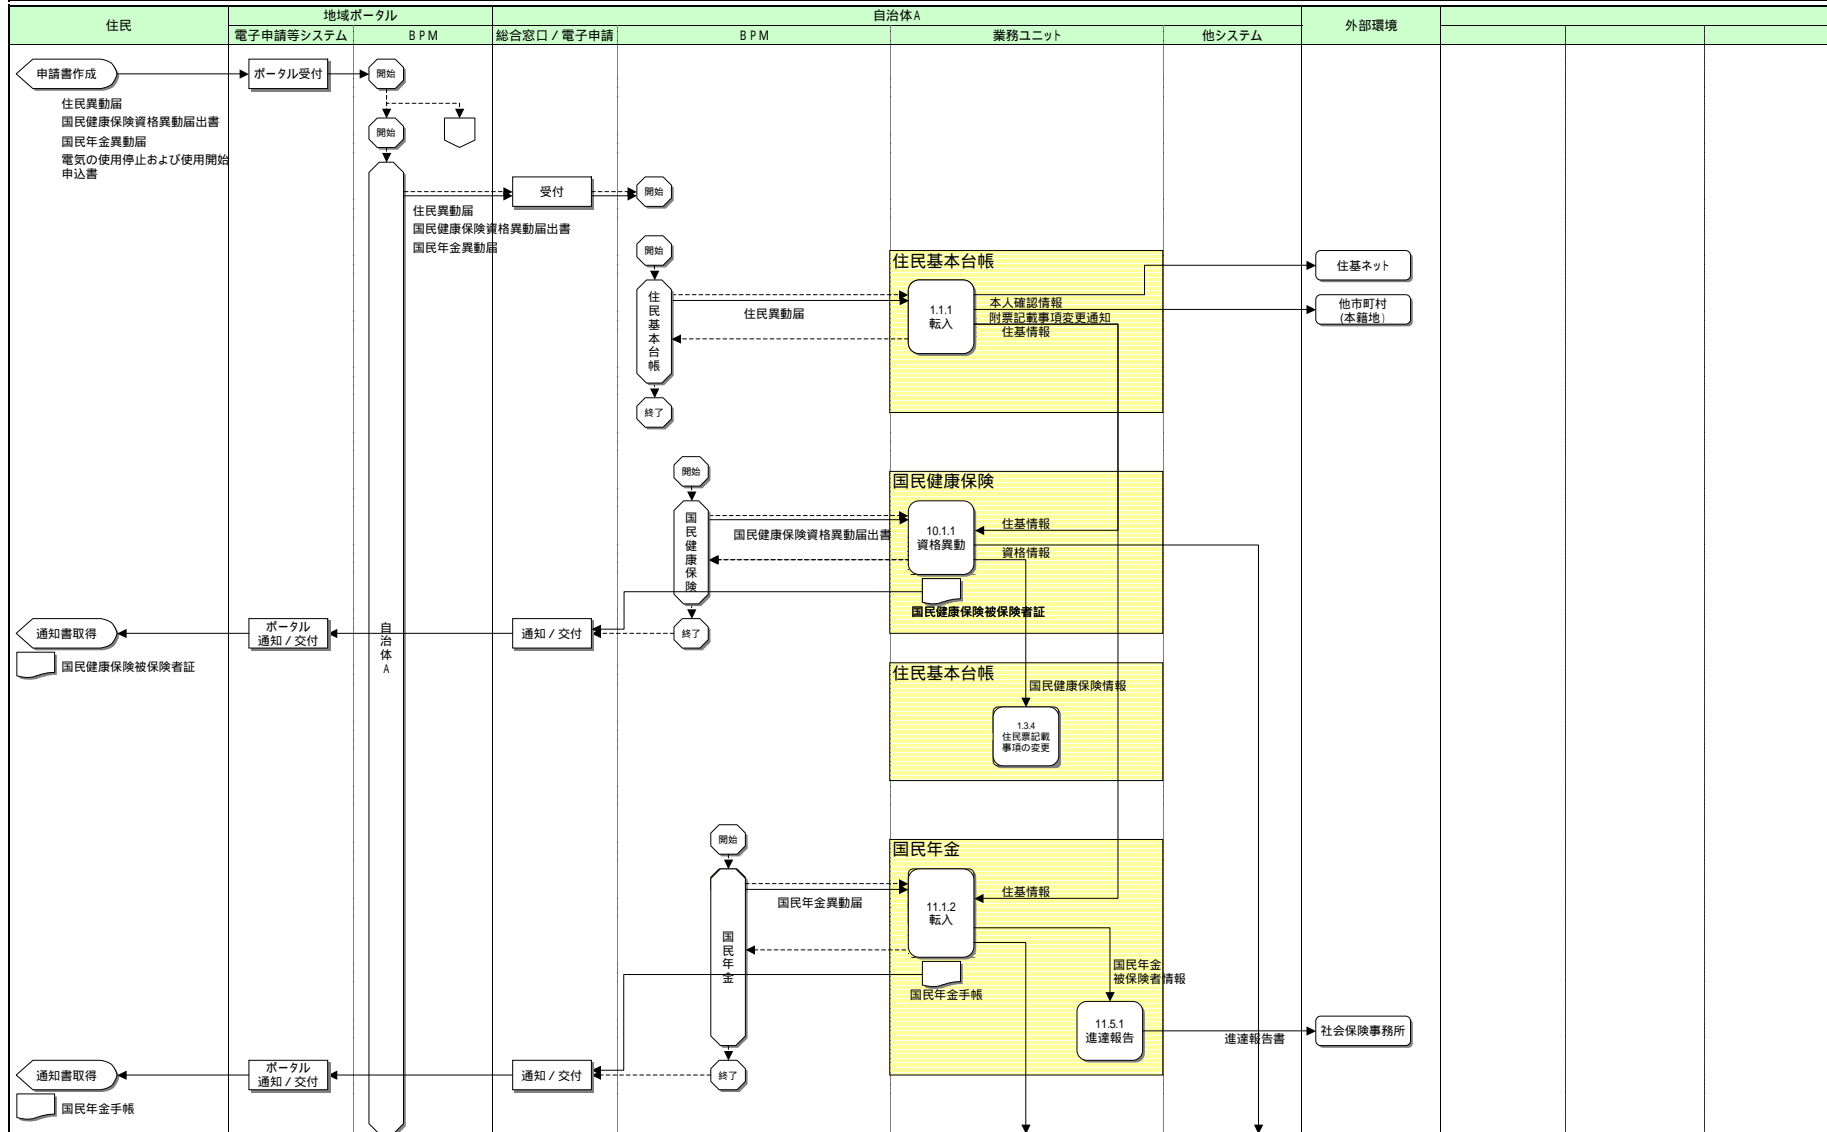 住民
地域ポータル
自治体A
外部環境
電子申請等システム
BPM
総合窓口/電子申請
BPM
業務ユニット
他システム
申請書作成
ポータル受付
開始
住民異動届
国民健康保険資格異動届出書
国民年金異動届
電気の使用停止および使用開始
申込書
開始
受付
開始
住民異動届
国民健康保険資格異動届出書
国民年金異動届
開始
住民基本台帳
住基ネット
住民基本台帳
住民異動届
1.1.1
転入
本人確認情報
附票記載事項変更通知
住基情報
他市町村
(本籍地)
終了
開始
国民健康保険
国民健康保険
国民健康保険資格異動届出書
10.1.1
資格異動
住基情報
資格情報
国民健康保険被保険者証
通知書取得
ポータル
通知/交付
自治体A
通知/交付
終了
国民健康保険被保険者証
住民基本台帳
国民健康保険情報
1.3.4
住民票記載
事項の変更
開始
国民年金
国民年金
国民年金異動届
11.1.2
転入
住基情報
国民年金
被保険者情報
国民年金手帳
11.5.1
進達報告
進達報告書
社会保険事務所
通知書取得
ポータル
通知/交付
通知/交付
終了
国民年金手帳